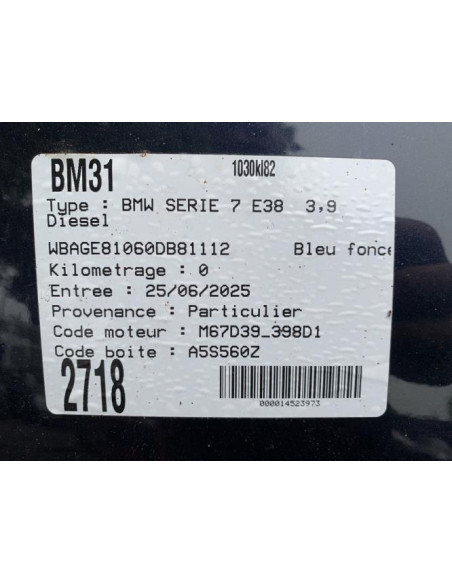 BM31
1030kl82
Type : BMW SERIE 7 E38 3,9
Diesel
WBAGE81060DB81112 Bleu fonce
Kilometrage : 0
Entree : 25/06/2025
Provenance : Particulier
Code moteur : M67D39_398D1
Code boite : A5S560Z
2718
000014523973